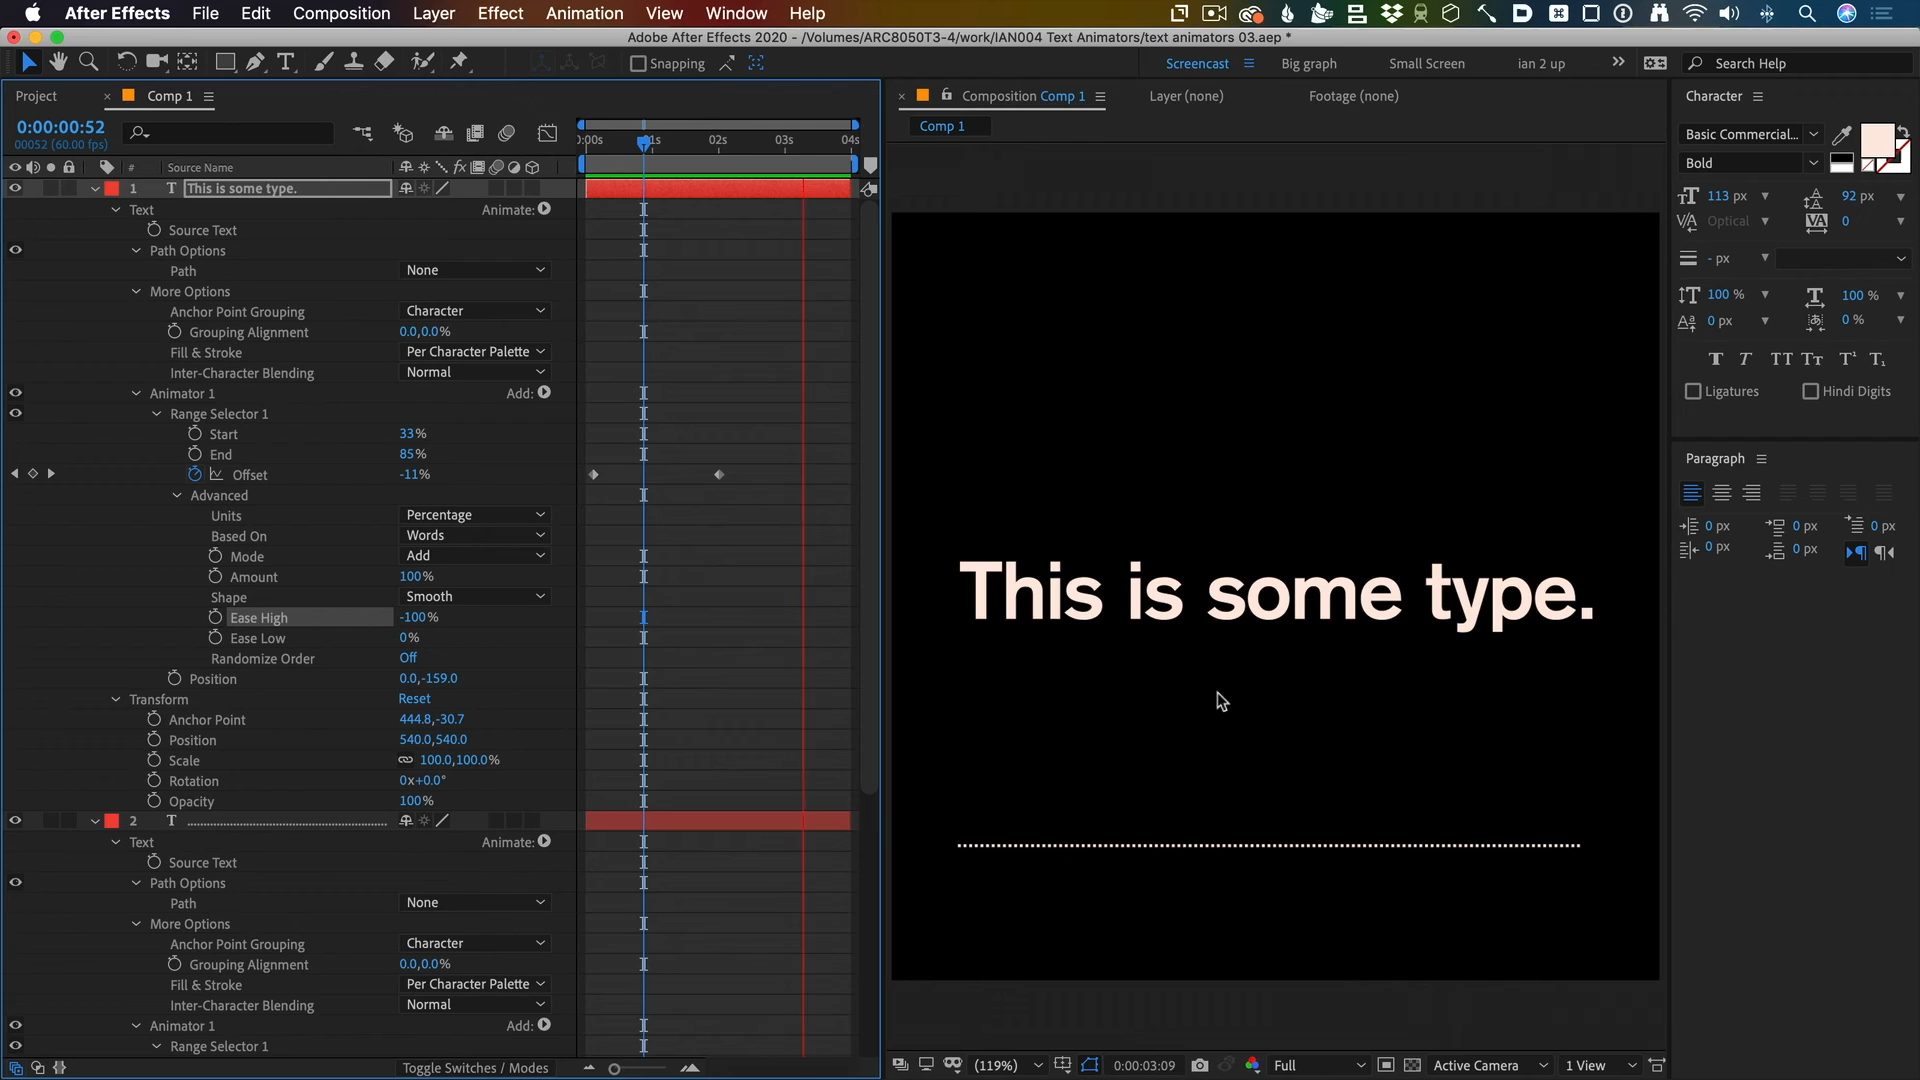 After Effects File Edit Composition Layer Effect Animation View Window Help
Adobe After Effects 2020 - /Volumes/ARC8050T3-4/work/IAN004 Text Animators/text animators 03.aep *
Snapping Screencast Big graph Small Screen ian 2 up Search Help
Project Comp 1
0:00:00:52
00052 (60.00 fps)
:00s 1s 02s 03s 04s
# Source Name
1 T This is some type.
Text Animate:
Source Text
Path Options
Path None
More Options
Anchor Point Grouping Character
Grouping Alignment 0.0,0.0%
Fill & Stroke Per Character Palette
Inter-Character Blending Normal
Animator 1 Add:
Range Selector 1
Start 33%
End 85%
Offset -11%
Advanced
Units Percentage
Based On Words
Mode Add
Amount 100%
Shape Smooth
Ease High -100%
Ease Low 0%
Randomize Order Off
Position 0.0,-159.0
Transform Reset
Anchor Point 444.8,-30.7
Position 540.0,540.0
Scale 100.0,100.0%
Rotation 0x+0.0°
Opacity 100%
2 T
Text Animate:
Source Text
Path Options
Path None
More Options
Anchor Point Grouping Character
Grouping Alignment 0.0,0.0%
Fill & Stroke Per Character Palette
Inter-Character Blending Normal
Animator 1 Add:
Range Selector 1
Toggle Switches / Modes
Composition Comp 1 Layer (none) Footage (none)
Comp 1
This is some type.
(119%) 0:00:03:09 Full Active Camera 1 View
Character
Basic Commercial...
Bold
113 px 92 px
Optical 0
- px
100 % 100 %
0 px 0 %
T T TT Tt T¹ T₁
Ligatures Hindi Digits
Paragraph
0 px 0 px 0 px
0 px 0 px